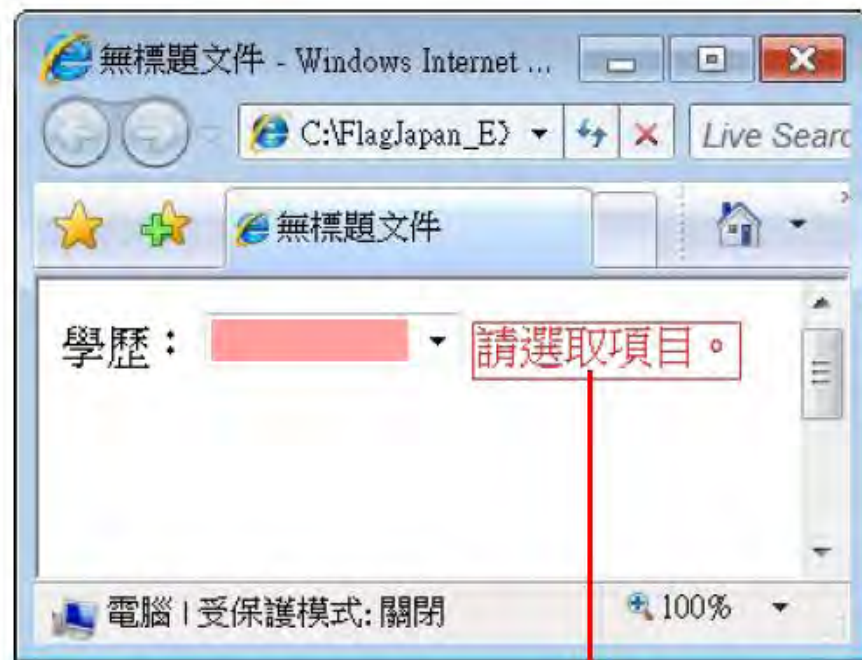 無標題文件 - Windows Internet ...
C:\FlagJapan_E
Live Searc
無標題文件
學歷：
請選取項目。
電腦 | 受保護模式: 關閉
100%